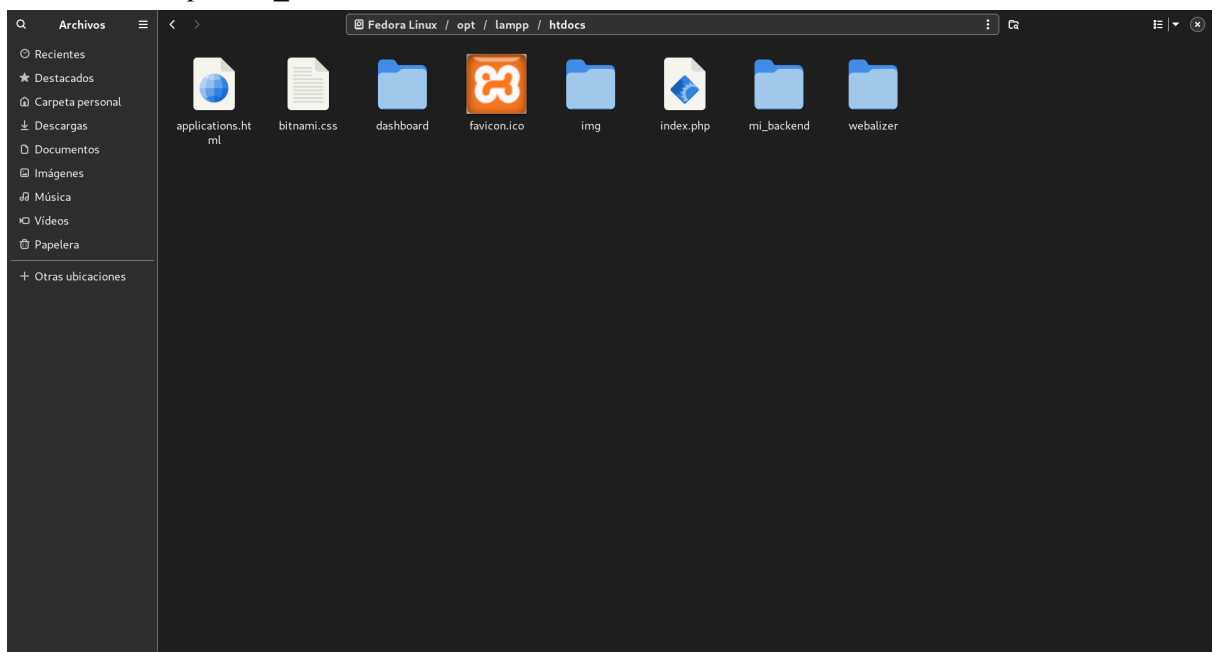 Archivos
Fedora Linux / opt / lampp / htdocs
Recientes
Destacados
Carpeta personal
Descargas
Documentos
Imágenes
Música
Vídeos
Papelera
Otras ubicaciones
applications.ht
ml
bitnami.css
dashboard
favicon.ico
img
index.php
mi_backend
webalizer